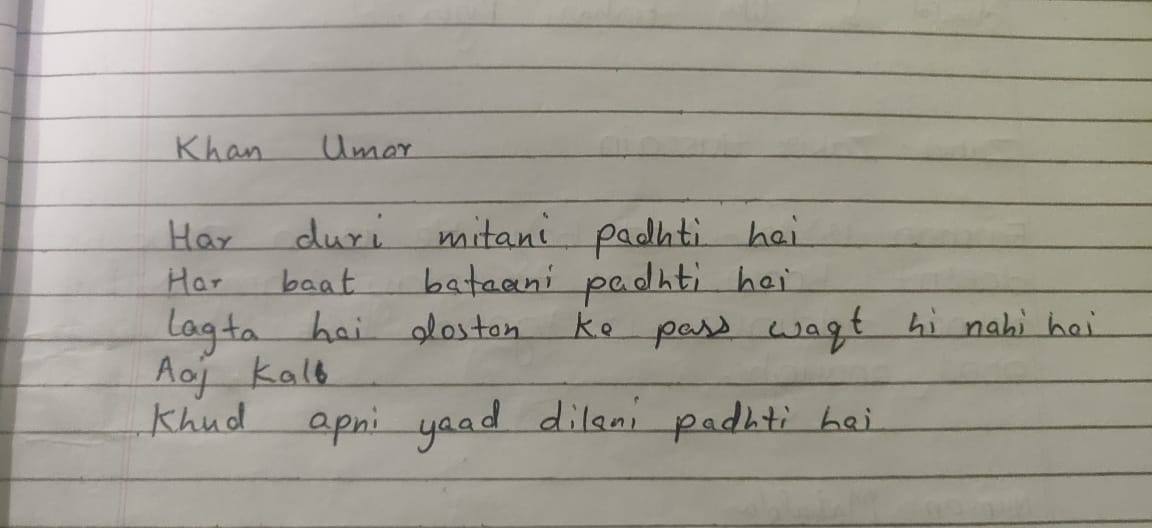 Khan Umar
Har duri mitani padhti hai
Har baat bataani padhti hai
Lagta hai doston ke pass waqt hi nahi hai
Aaj Kalb
Khud apni yaad dilani padhti hai